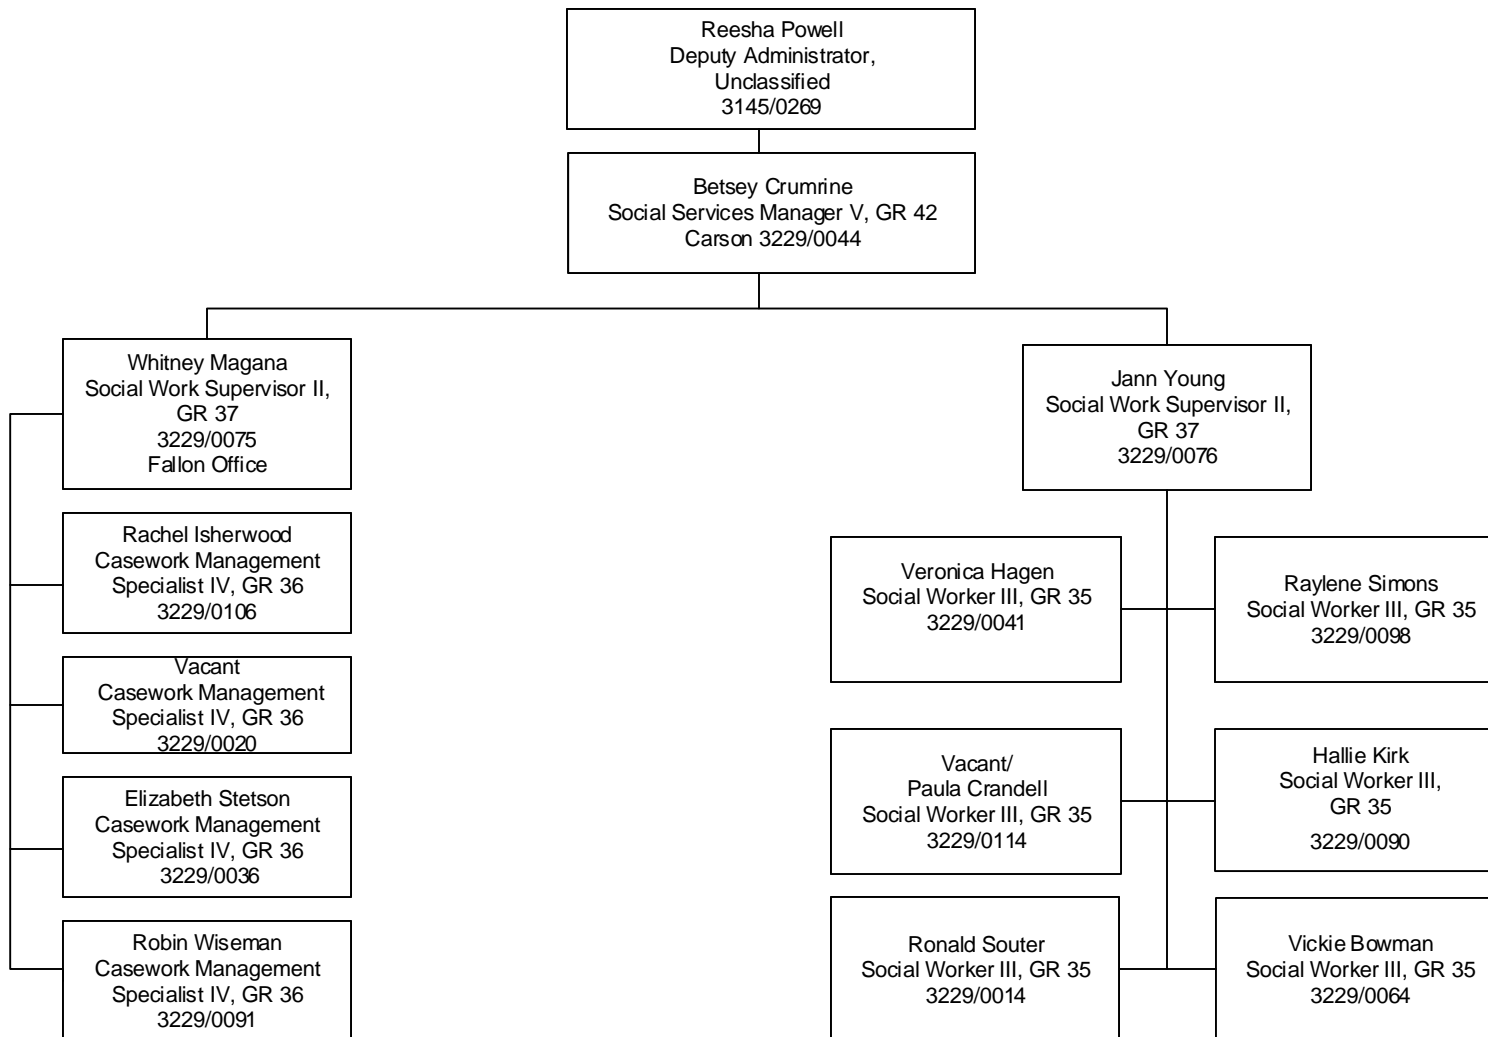 Reesha Powell
Deputy Administrator,
Unclassified
3145/0269
Betsey Crumrine
Social Services Manager V, GR 42
Carson 3229/0044
Whitney Magana
Social Work Supervisor II,
GR 37
3229/0075
Fallon Office
Rachel Isherwood
Casework Management
Specialist IV, GR 36
3229/0106
Vacant
Casework Management
Specialist IV, GR 36
3229/0020
Elizabeth Stetson
Casework Management
Specialist IV, GR 36
3229/0036
Robin Wiseman
Casework Management
Specialist IV, GR 36
3229/0091
Jann Young
Social Work Supervisor II,
GR 37
3229/0076
Veronica Hagen
Social Worker III, GR 35
3229/0041
Raylene Simons
Social Worker III, GR 35
3229/0098
Vacant/
Paula Crandell
Social Worker III, GR 35
3229/0114
Hallie Kirk
Social Worker III,
GR 35
3229/0090
Ronald Souter
Social Worker III, GR 35
3229/0014
Vickie Bowman
Social Worker III, GR 35
3229/0064